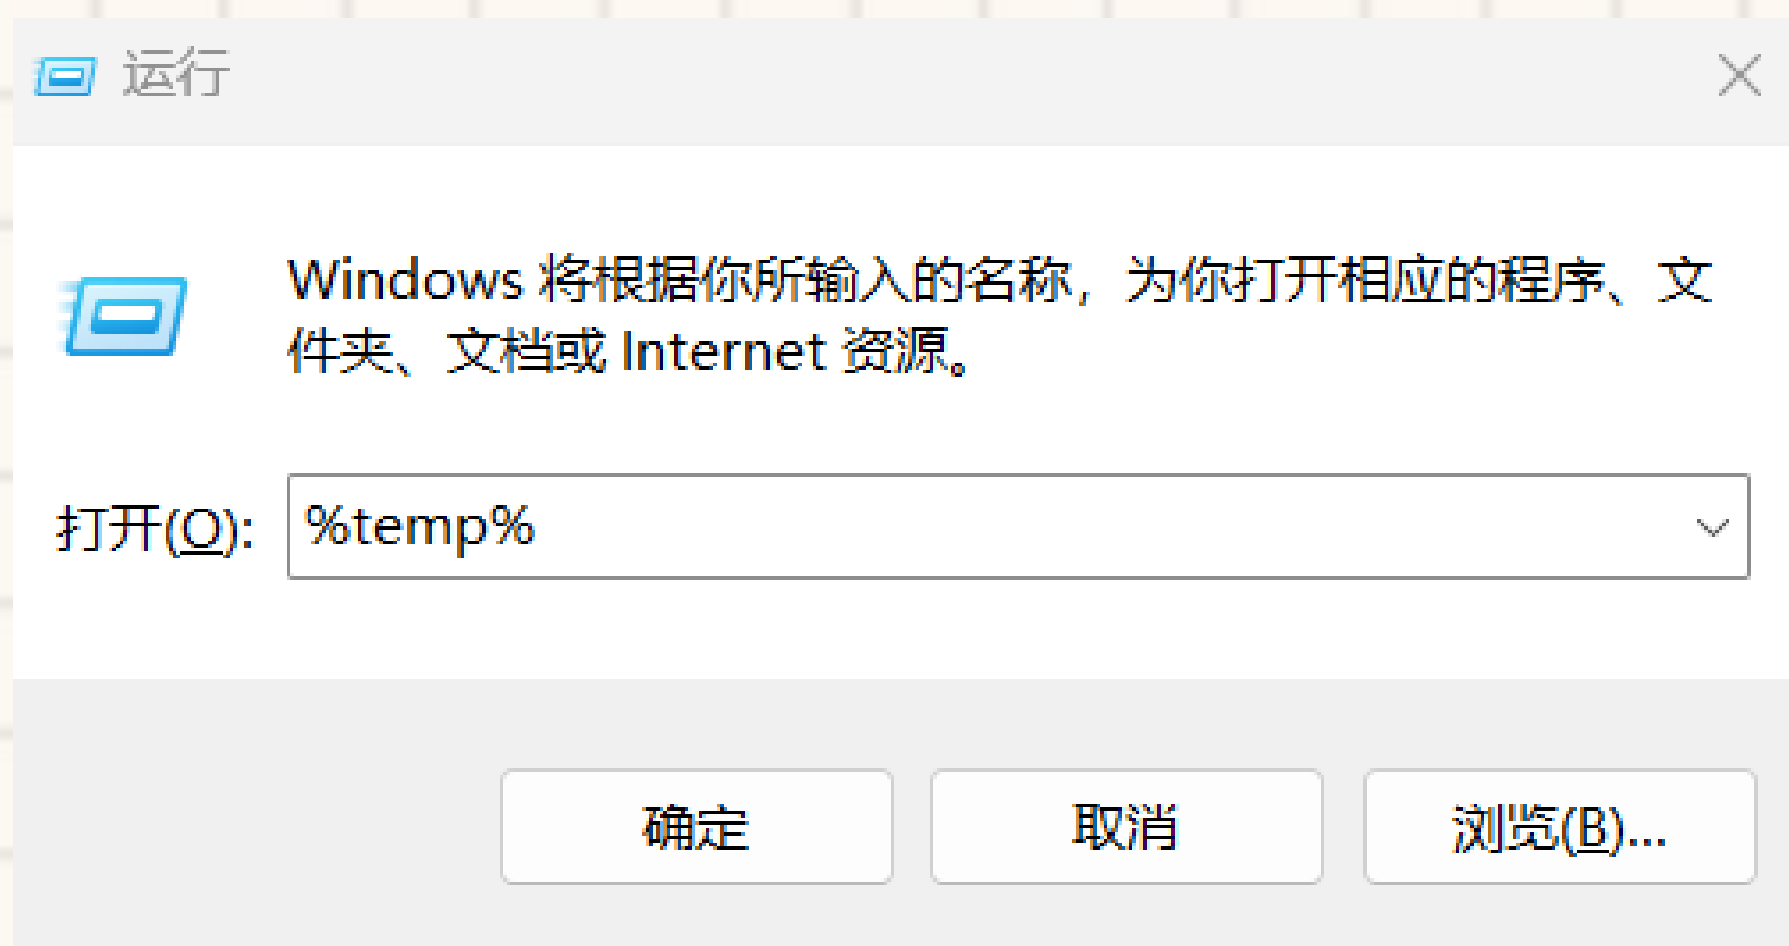 运行
Windows 将根据你所输入的名称，为你打开相应的程序、文
件夹、文档或 Internet 资源。
打开(O):
%temp%
确定
取消
浏览(B)...